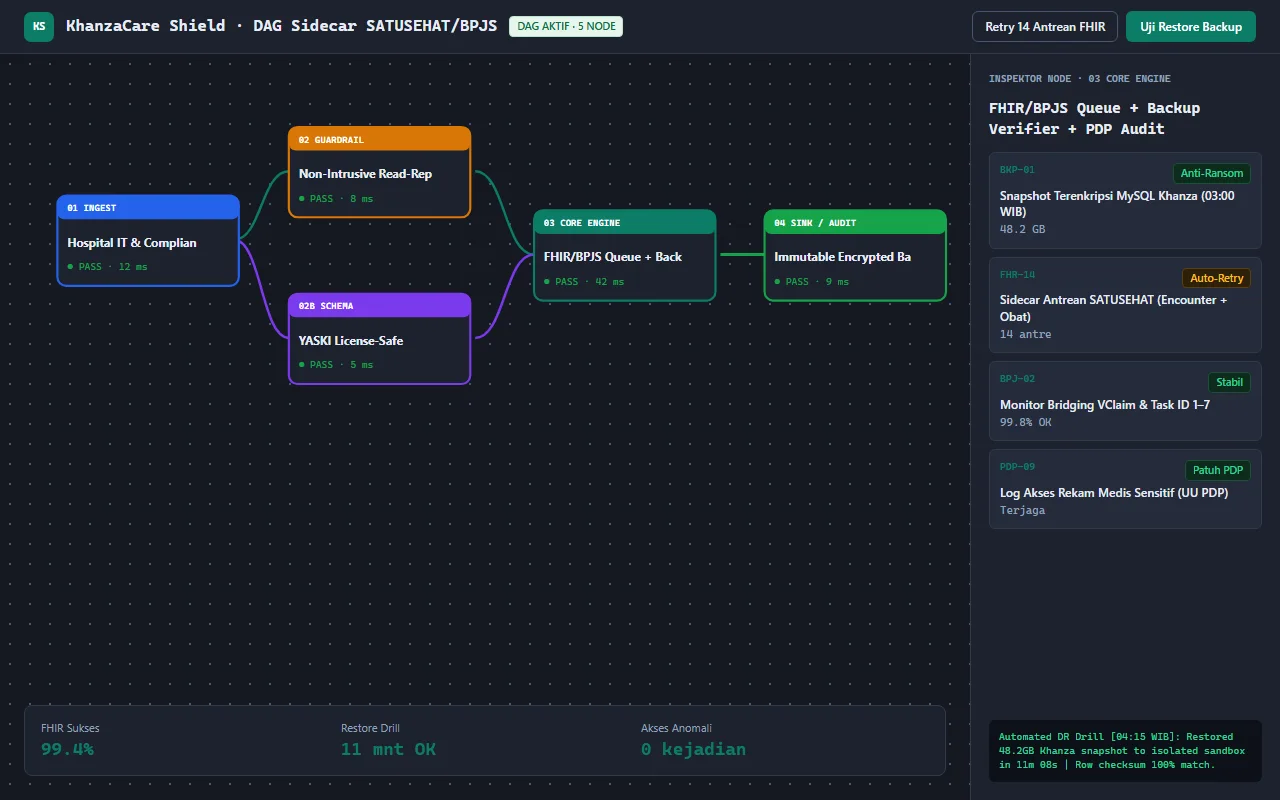 KS
KhanzaCare Shield · DAG Sidecar SATUSEHAT/BPJS
DAG AKTIF · 5 NODE
Retry 14 Antrean FHIR
Uji Restore Backup
01 INGEST
Hospital IT & Complian
PASS · 12 ms
02 GUARDRAIL
Non-Intrusive Read-Rep
PASS · 8 ms
02B SCHEMA
YASKI License-Safe
PASS · 5 ms
03 CORE ENGINE
FHIR/BPJS Queue + Back
PASS · 42 ms
04 SINK / AUDIT
Immutable Encrypted Ba
PASS · 9 ms
FHIR Sukses
99.4%
Restore Drill
11 mnt OK
Akses Anomali
0 kejadian
INSPEKTOR NODE · 03 CORE ENGINE
FHIR/BPJS Queue + Backup
Verifier + PDP Audit
BKP-01
Anti-Ransom
Snapshot Terenkripsi MySQL Khanza (03:00
WIB)
48.2 GB
FHR-14
Auto-Retry
Sidecar Antrean SATUSEHAT (Encounter +
Obat)
14 antre
BPJ-02
Stabil
Monitor Bridging VClaim & Task ID 1–7
99.8% OK
PDP-09
Patuh PDP
Log Akses Rekam Medis Sensitif (UU PDP)
Terjaga
Automated DR Drill [04:15 WIB]: Restored
48.2GB Khanza snapshot to isolated sandbox
in 11m 08s | Row checksum 100% match.